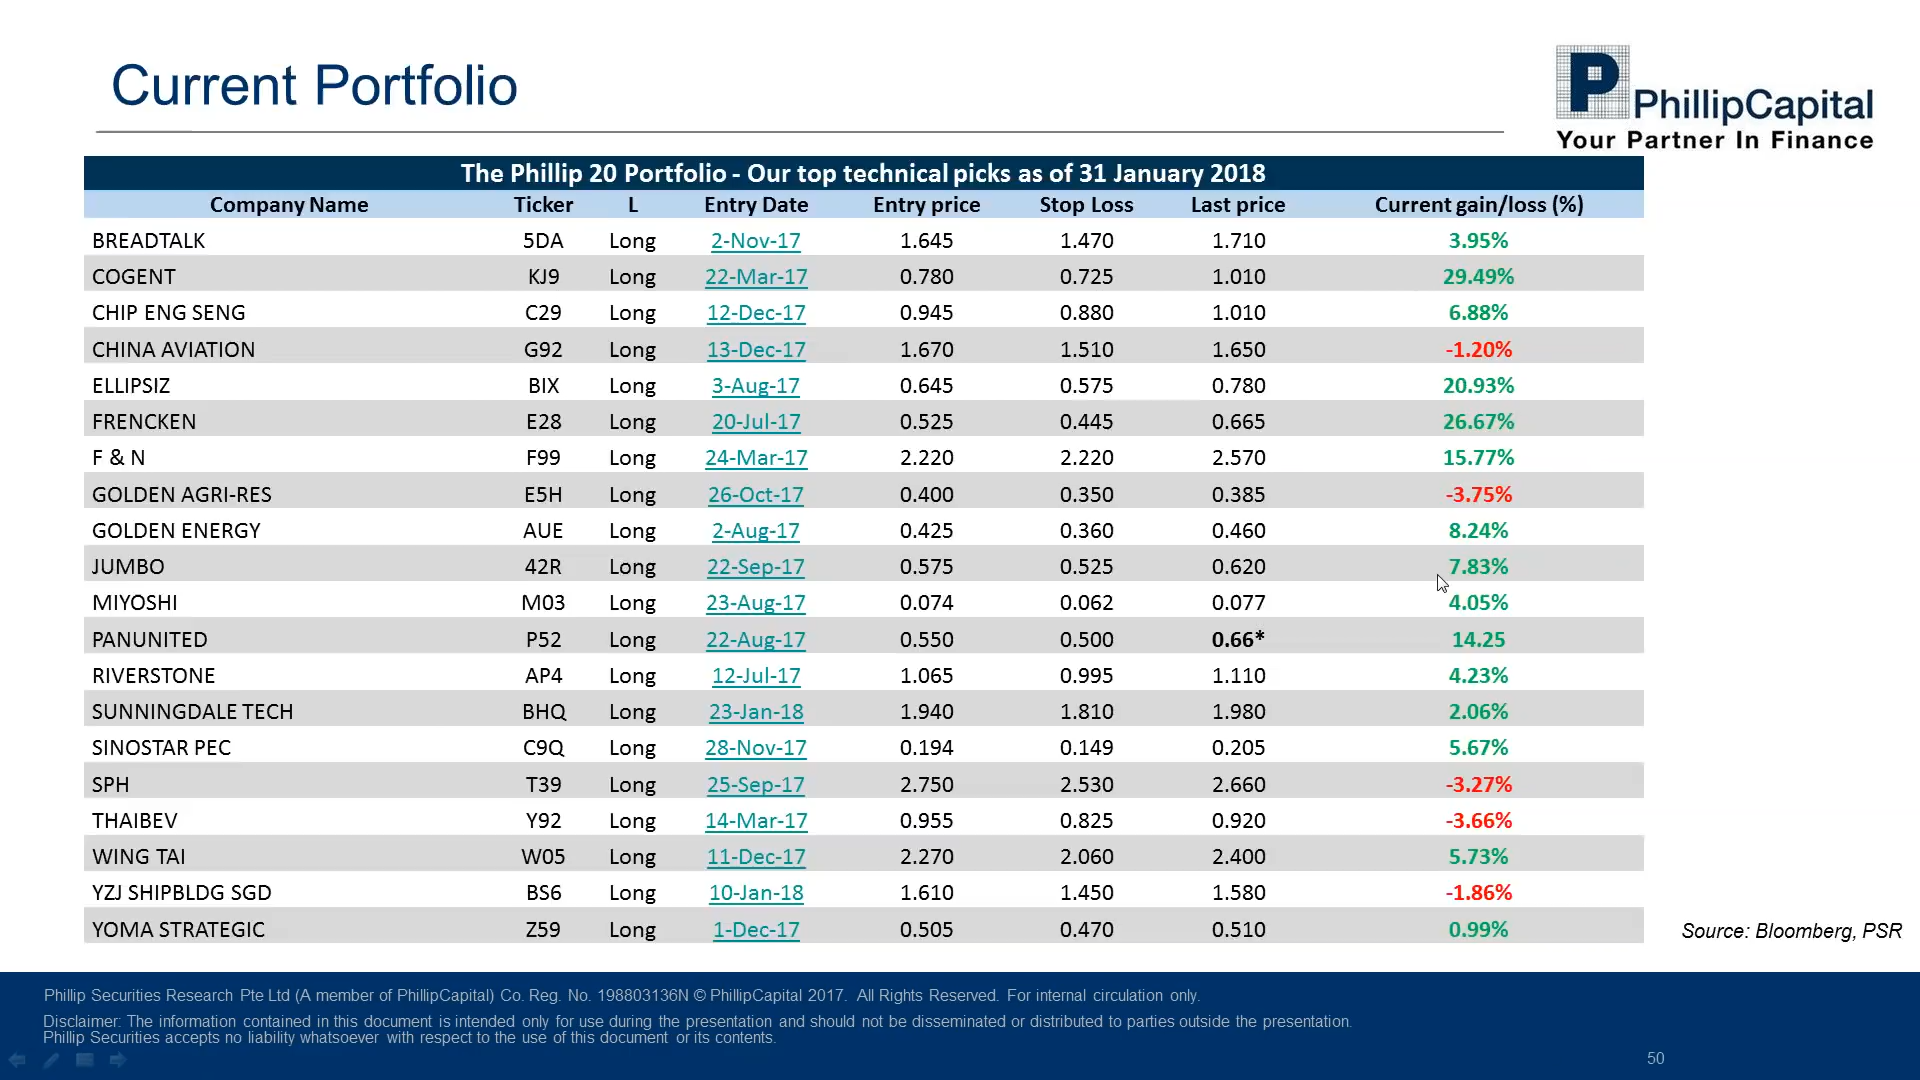 Current Portfolio
P PhillipCapital
Your Partner In Finance
The Phillip 20 Portfolio - Our top technical picks as of 31 January 2018
Company Name Ticker L Entry Date Entry price Stop Loss Last price Current gain/loss (%)
BREADTALK 5DA Long 2-Nov-17 1.645 1.470 1.710 3.95%
COGENT KJ9 Long 22-Mar-17 0.780 0.725 1.010 29.49%
CHIP ENG SENG C29 Long 12-Dec-17 0.945 0.880 1.010 6.88%
CHINA AVIATION G92 Long 13-Dec-17 1.670 1.510 1.650 -1.20%
ELLIPSIZ BIX Long 3-Aug-17 0.645 0.575 0.780 20.93%
FRENCKEN E28 Long 20-Jul-17 0.525 0.445 0.665 26.67%
F & N F99 Long 24-Mar-17 2.220 2.220 2.570 15.77%
GOLDEN AGRI-RES E5H Long 26-Oct-17 0.400 0.350 0.385 -3.75%
GOLDEN ENERGY AUE Long 2-Aug-17 0.425 0.360 0.460 8.24%
JUMBO 42R Long 22-Sep-17 0.575 0.525 0.620 7.83%
MIYOSHI M03 Long 23-Aug-17 0.074 0.062 0.077 4.05%
PANUNITED P52 Long 22-Aug-17 0.550 0.500 0.66* 14.25
RIVERSTONE AP4 Long 12-Jul-17 1.065 0.995 1.110 4.23%
SUNNINGDALE TECH BHQ Long 23-Jan-18 1.940 1.810 1.980 2.06%
SINOSTAR PEC C9Q Long 28-Nov-17 0.194 0.149 0.205 5.67%
SPH T39 Long 25-Sep-17 2.750 2.530 2.660 -3.27%
THAIBEV Y92 Long 14-Mar-17 0.955 0.825 0.920 -3.66%
WING TAI W05 Long 11-Dec-17 2.270 2.060 2.400 5.73%
YZJ SHIPBLDG SGD BS6 Long 10-Jan-18 1.610 1.450 1.580 -1.86%
YOMA STRATEGIC Z59 Long 1-Dec-17 0.505 0.470 0.510 0.99%
Source: Bloomberg, PSR
Phillip Securities Research Pte Ltd (A member of PhillipCapital) Co. Reg. No. 198803136N © PhillipCapital 2017. All Rights Reserved. For internal circulation only.
Disclaimer: The information contained in this document is intended only for use during the presentation and should not be disseminated or distributed to parties outside the presentation.
Phillip Securities accepts no liability whatsoever with respect to the use of this document or its contents.
50